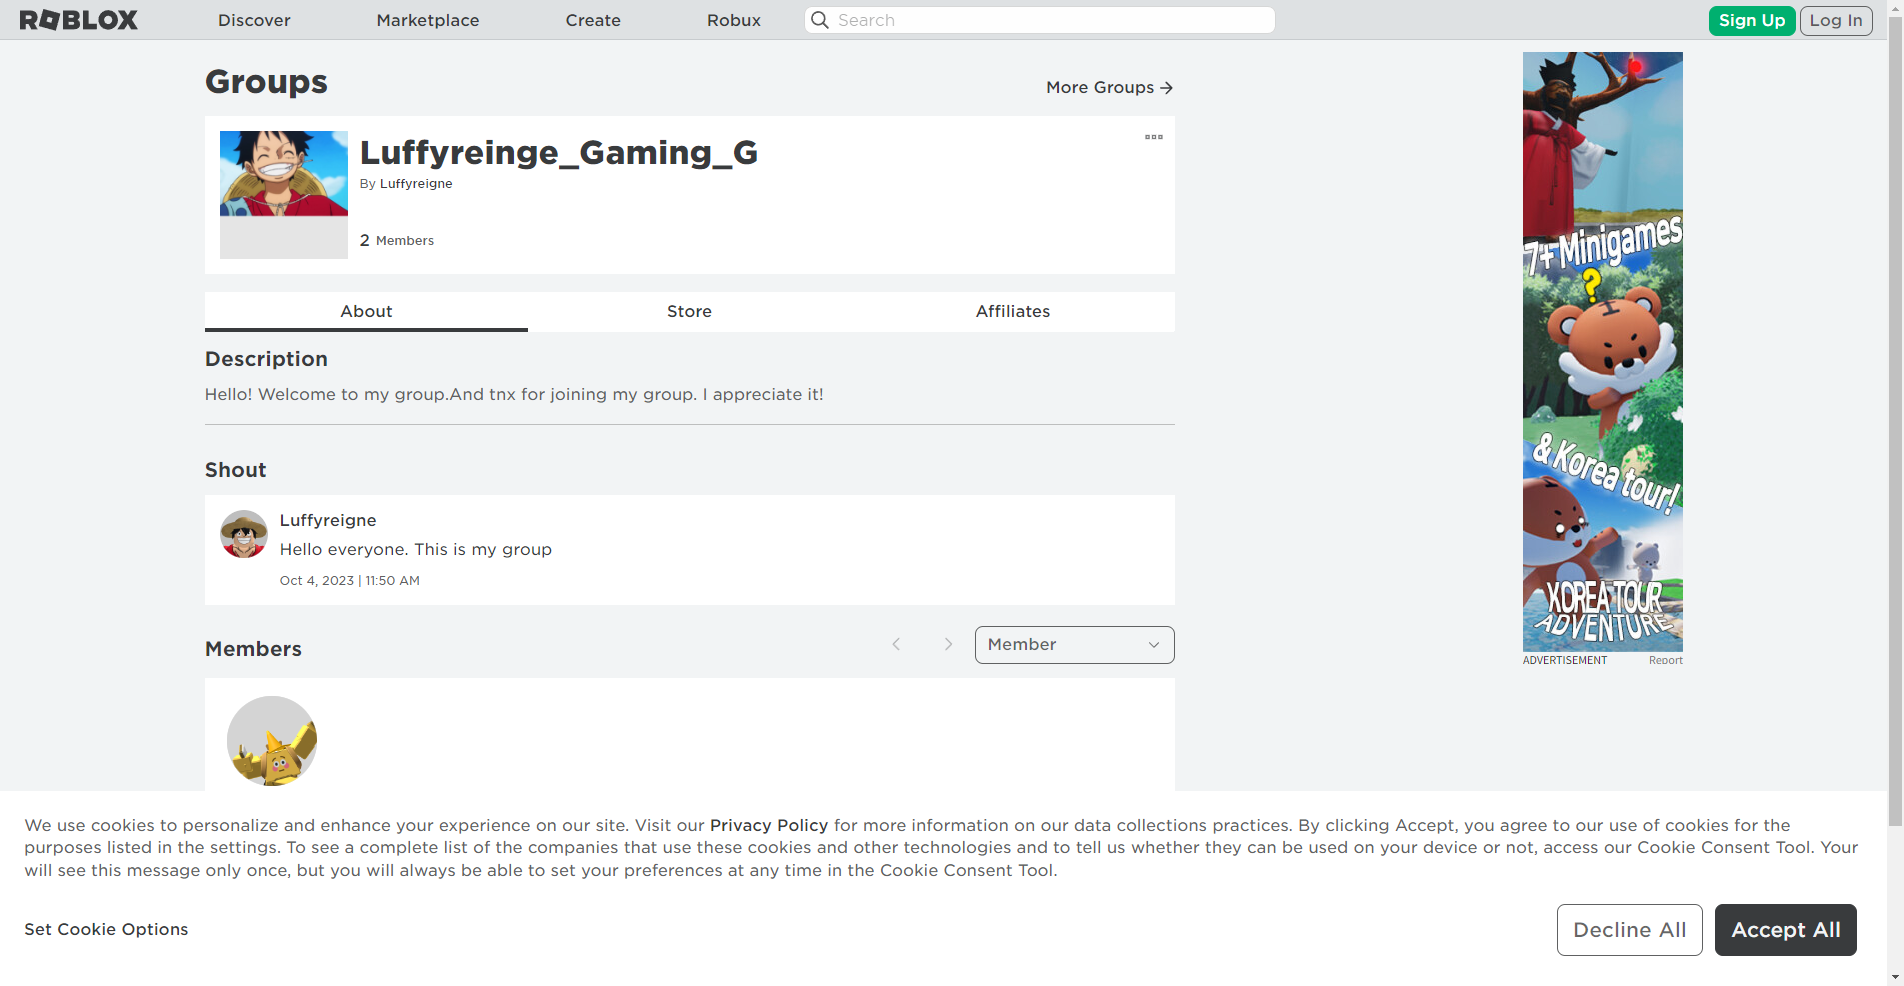 ROBLOX
Discover
Marketplace
Create
Robux
Search
Sign Up
Log In
Groups
More Groups →
Luffyreinge_Gaming_G
By Luffyreigne
2 Members
About
Store
Affiliates
Description
Hello! Welcome to my group.And tnx for joining my group. I appreciate it!
Shout
Luffyreigne
Hello everyone. This is my group
Oct 4, 2023 | 11:50 AM
Members
Member
7+ Minigames
?
& Korea tour!
KOREA TOUR
ADVENTURE
ADVERTISEMENT
Report
We use cookies to personalize and enhance your experience on our site. Visit our Privacy Policy for more information on our data collections practices. By clicking Accept, you agree to our use of cookies for the
purposes listed in the settings. To see a complete list of the companies that use these cookies and other technologies and to tell us whether they can be used on your device or not, access our Cookie Consent Tool. Your
will see this message only once, but you will always be able to set your preferences at any time in the Cookie Consent Tool.
Set Cookie Options
Decline All
Accept All